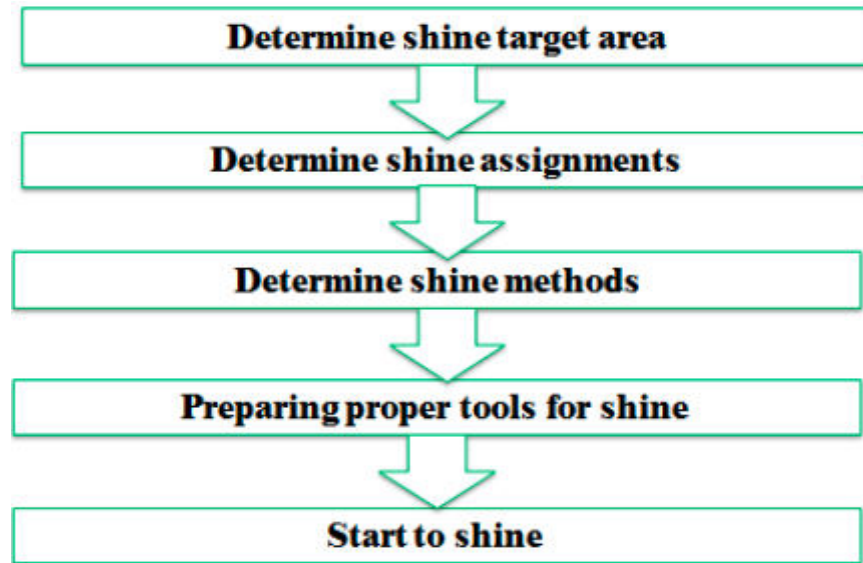 Determine shine target area
Determine shine assignments
Determine shine methods
Preparing proper tools for shine
Start to shine